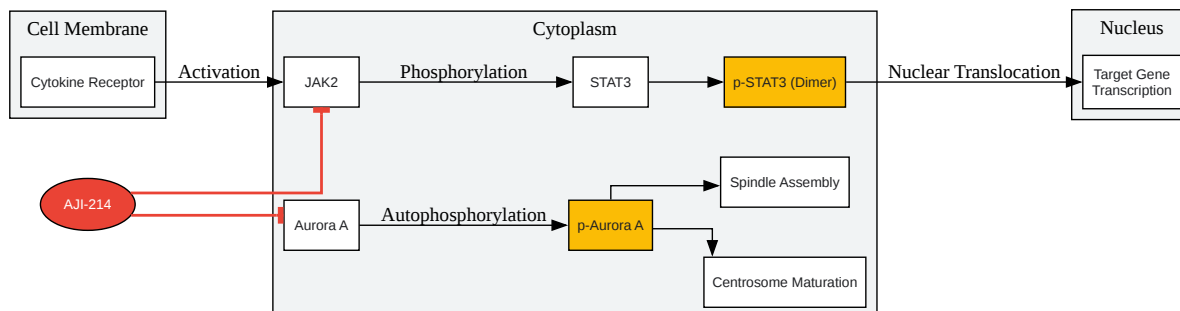 Cell Membrane
Cytoplasm
Nucleus
Cytokine Receptor
Activation
JAK2
Phosphorylation
STAT3
p-STAT3 (Dimer)
Nuclear Translocation
Target Gene
Transcription
AJI-214
Aurora A
Autophosphorylation
p-Aurora A
Spindle Assembly
Centrosome Maturation